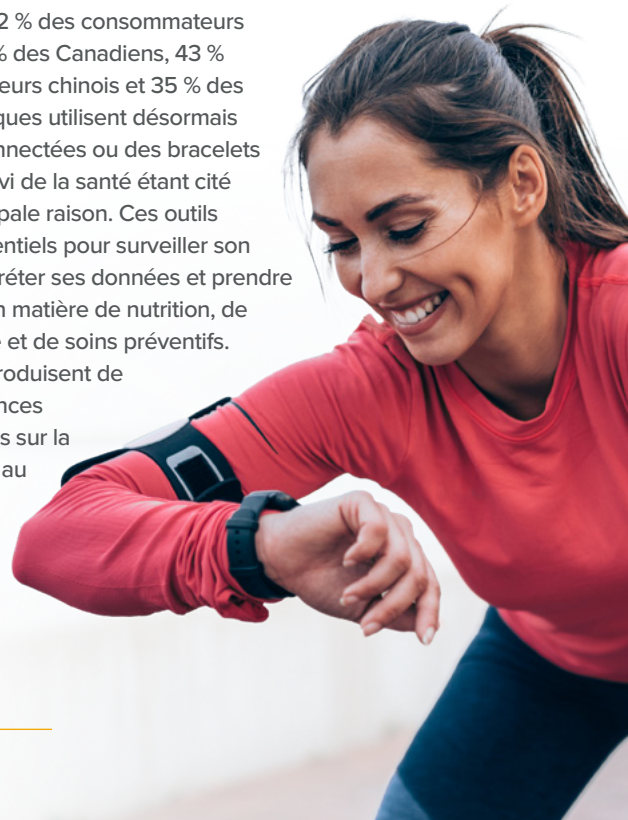 2 % des consommateurs
% des Canadiens, 43 %
eurs chinois et 35 % des
ques utilisent désormais
nnectées ou des bracelets
vi de la santé étant cité
pale raison. Ces outils
entiels pour surveiller son
réter ses données et prendre
n matière de nutrition, de
et de soins préventifs.
roduisent de
nces
s sur la
au